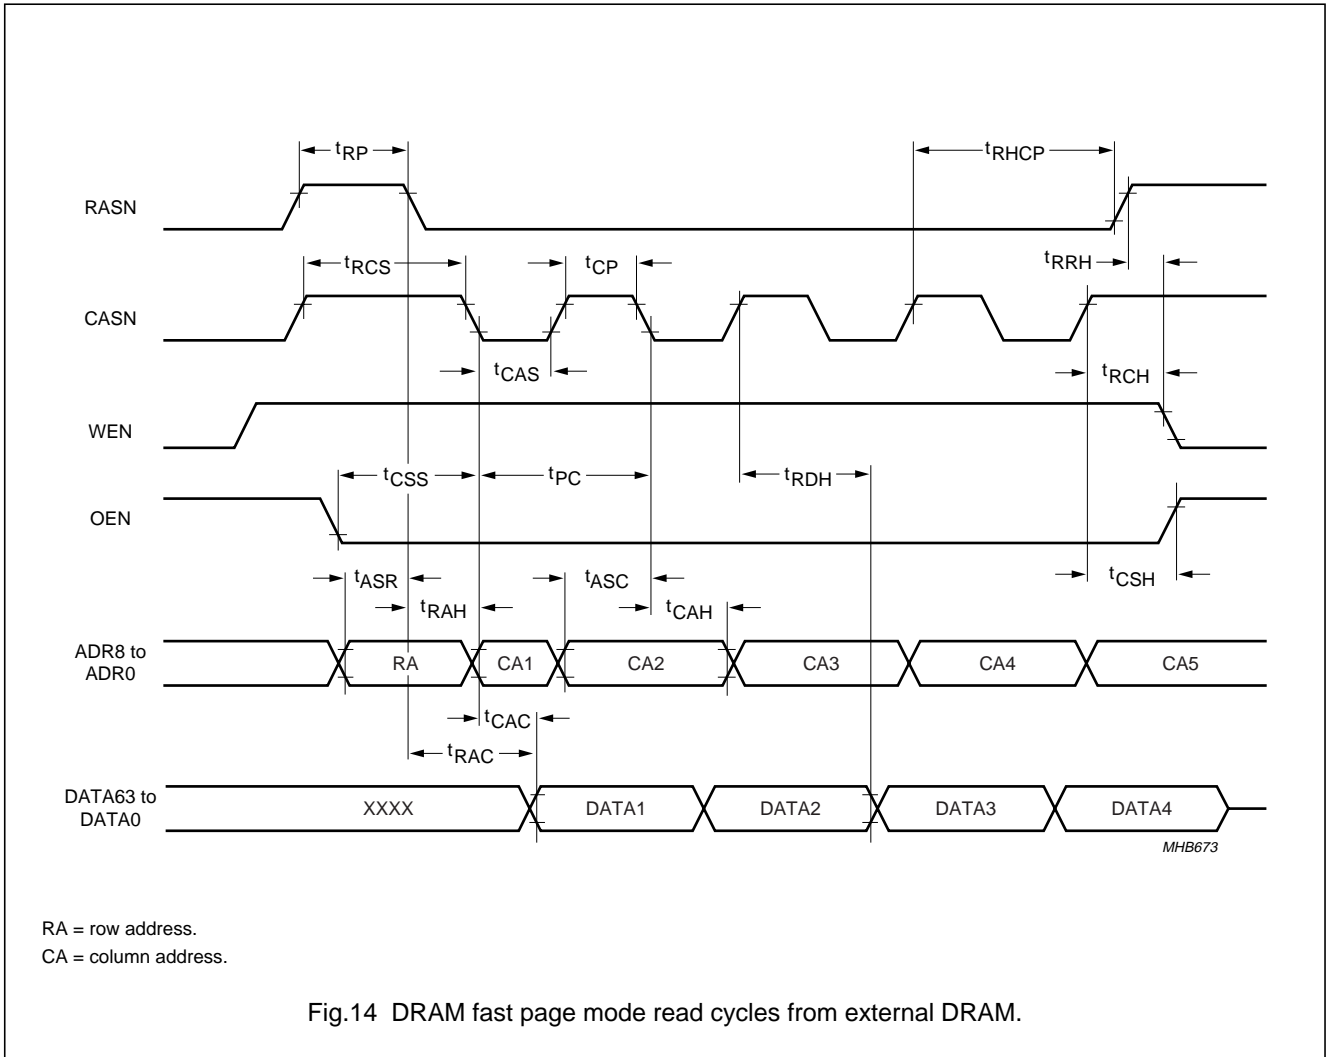 tRP
tRHCP
RASN
tRCS
tCP
tRRH
CASN
tCAS
tRCH
WEN
tCSS
tPC
tRDH
OEN
tASR
tASC
tCSH
tRAH
tCAH
ADR8 to
ADR0
RA
CA1
CA2
CA3
CA4
CA5
tCAC
tRAC
DATA63 to
DATA0
XXXX
DATA1
DATA2
DATA3
DATA4
MHB673
RA = row address.
CA = column address.
Fig.14 DRAM fast page mode read cycles from external DRAM.